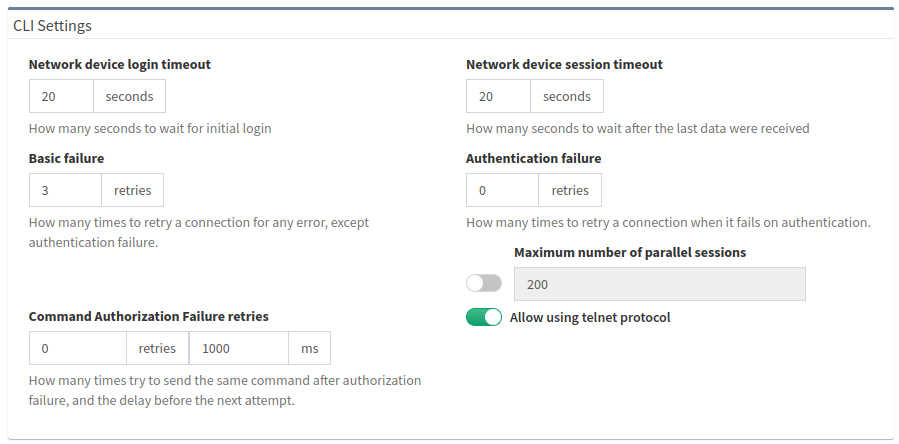 CLI Settings
Network device login timeout
20 seconds
How many seconds to wait for initial login
Network device session timeout
20 seconds
How many seconds to wait after the last data were received
Basic failure
3 retries
How many times to retry a connection for any error, except
authentication failure.
Authentication failure
0 retries
How many times to retry a connection when it fails on authentication.
Maximum number of parallel sessions
200
Allow using telnet protocol
Command Authorization Failure retries
0 retries 1000 ms
How many times try to send the same command after authorization
failure, and the delay before the next attempt.